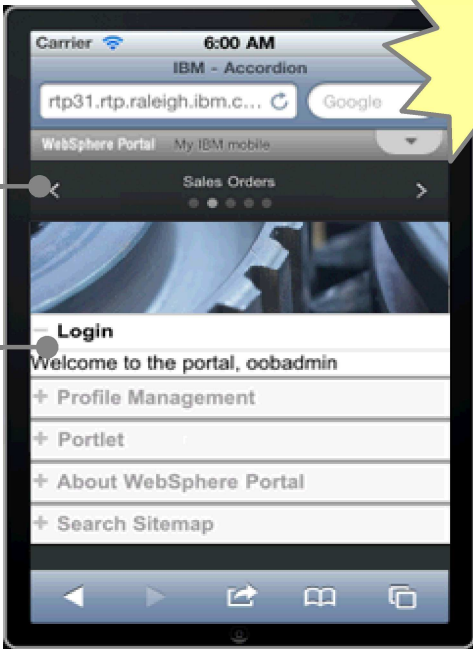 Carrier 6:00 AM
IBM - Accordion
rtp31.rtp.raleigh.ibm.c... Google
WebSphere Portal My IBM mobile
Sales Orders
Login
Welcome to the portal, oobadmin
+ Profile Management
+ Portlet
+ About WebSphere Portal
+ Search Sitemap